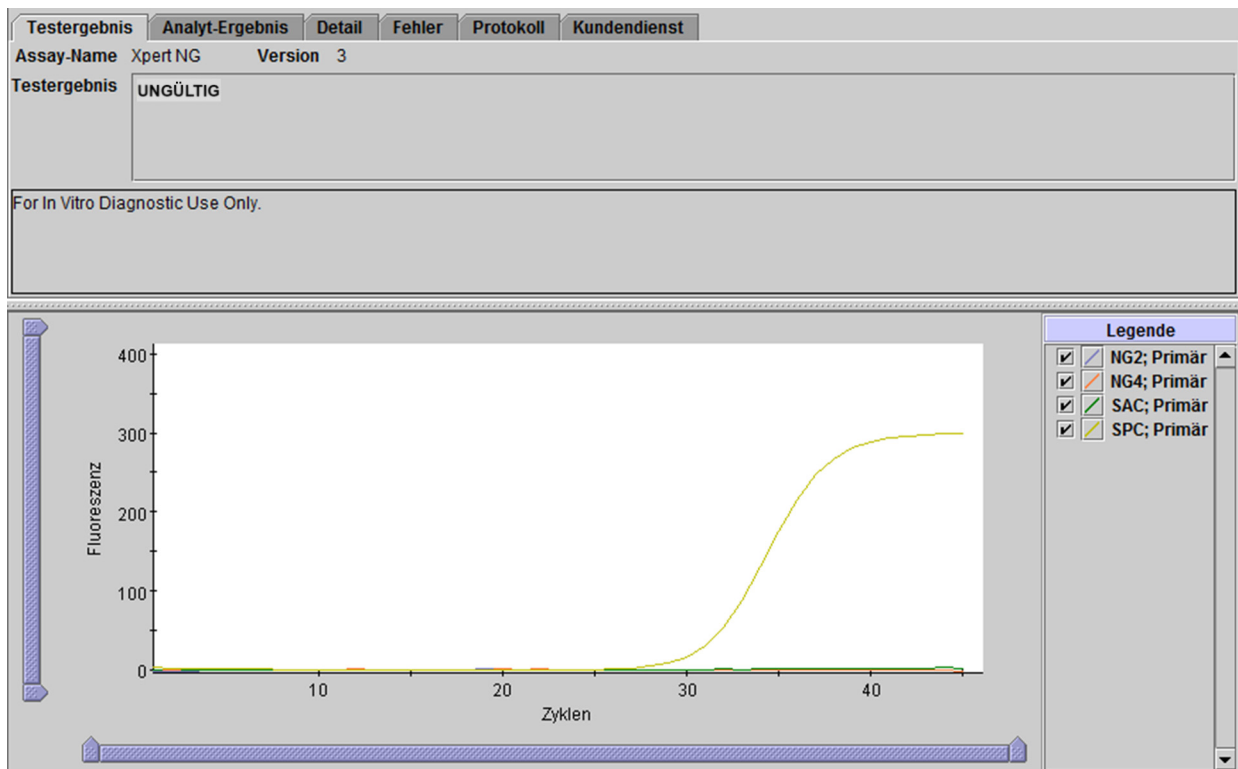 Testergebnis Analyt-Ergebnis Detail Fehler Protokoll Kundendienst
Assay-Name Xpert NG Version 3
Testergebnis UNGÜLTIG
For In Vitro Diagnostic Use Only.
Legende
NG2; Primär
NG4; Primär
SAC; Primär
SPC; Primär
Fluoreszenz
400
300
200
100
0
10 20 30 40
Zyklen